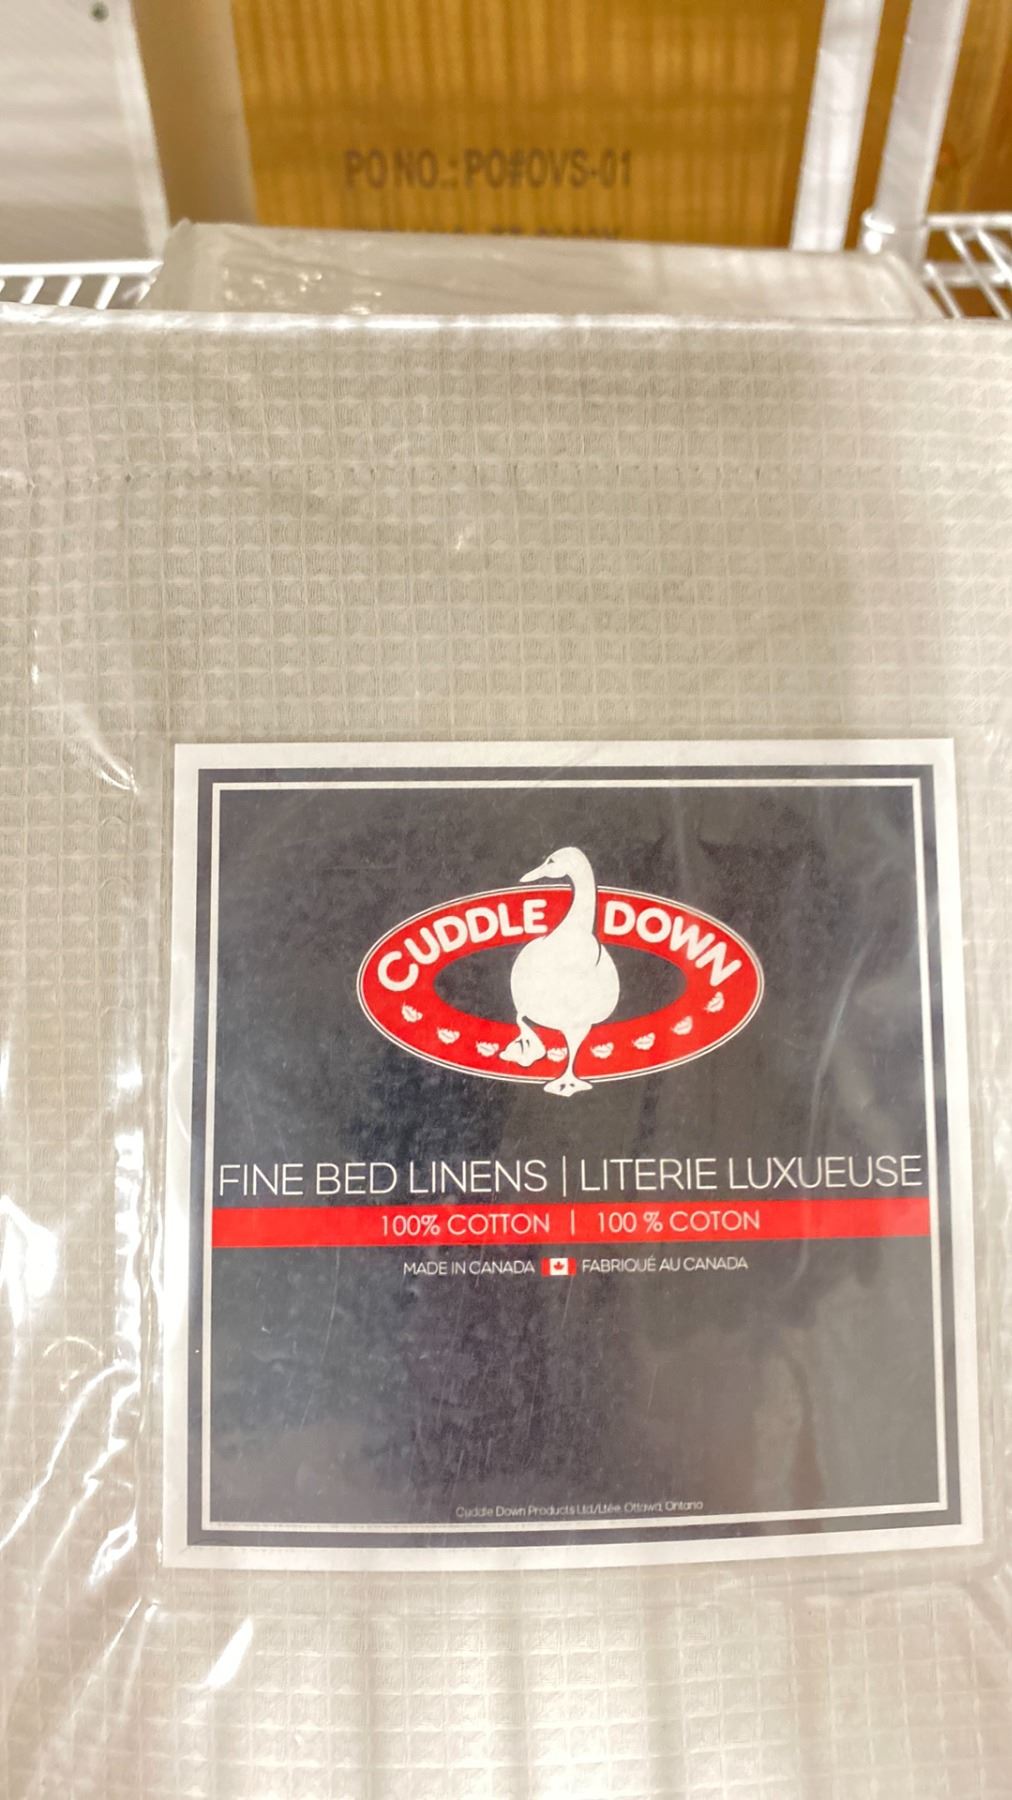 PO NO.: PO#OVS-01
CUDDLE DOWN
FINE BED LINENS | LITERIE LUXUEUSE
100% COTTON | 100 % COTON
MADE IN CANADA FABRIQUÉ AU CANADA
Cuddle Down Products Ltd/Ltée, Ottawa, Ontario